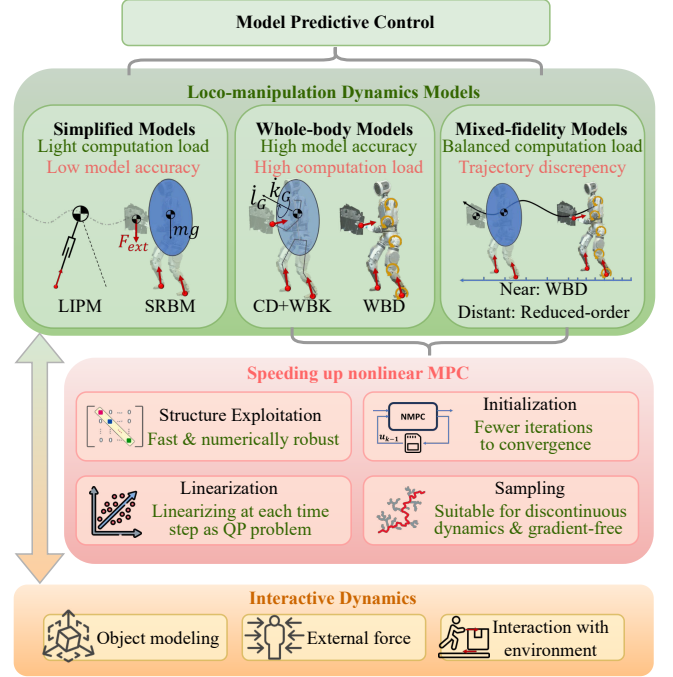 Model Predictive Control
Loco-manipulation Dynamics Models
Simplified Models
Light computation load
Low model accuracy
F_ext
mg
LIPM
SRBM
Whole-body Models
High model accuracy
High computation load
l̇_G
k̇_G
CD+WBK
WBD
Mixed-fidelity Models
Balanced computation load
Trajectory discrepency
Near: WBD
Distant: Reduced-order
Speeding up nonlinear MPC
Structure Exploitation
Fast & numerically robust
Initialization
Fewer iterations
to convergence
NMPC
u_{k-1}
Linearization
Linearizing at each time
step as QP problem
Sampling
Suitable for discontinuous
dynamics & gradient-free
Interactive Dynamics
Object modeling
External force
Interaction with
environment